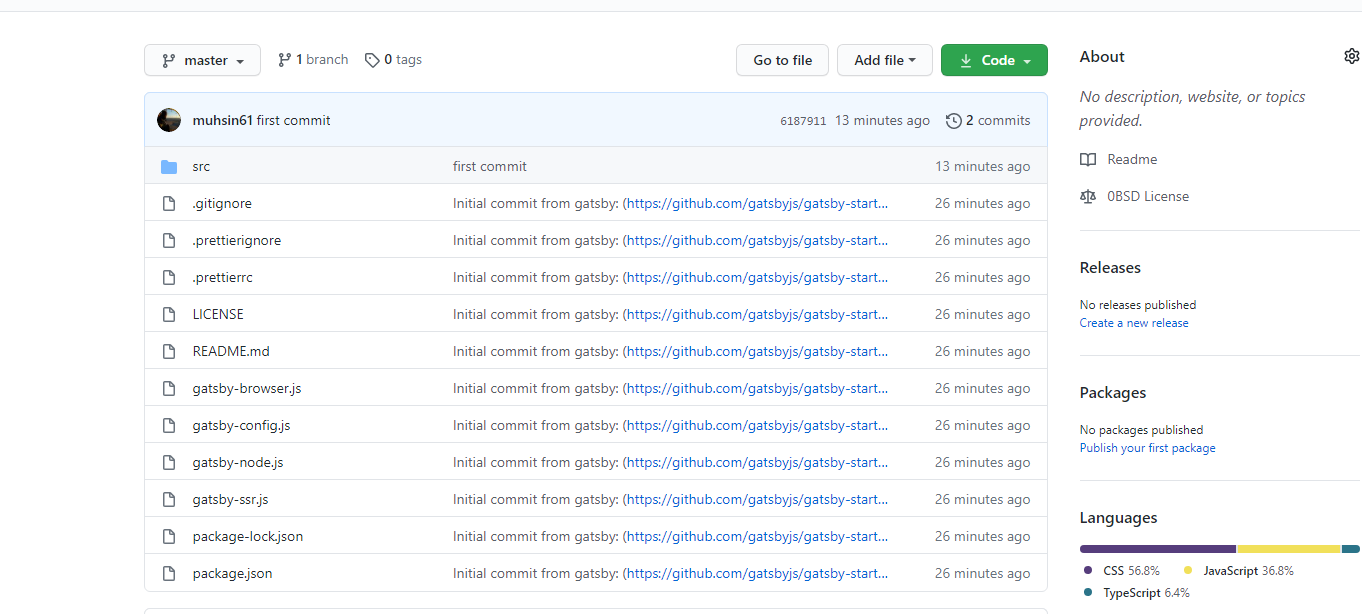 master 1 branch 0 tags Go to file Add file Code
muhsin61 first commit 6187911 13 minutes ago 2 commits
src first commit 13 minutes ago
.gitignore Initial commit from gatsby: (https://github.com/gatsbyjs/gatsby-start... 26 minutes ago
.prettierignore Initial commit from gatsby: (https://github.com/gatsbyjs/gatsby-start... 26 minutes ago
.prettierrc Initial commit from gatsby: (https://github.com/gatsbyjs/gatsby-start... 26 minutes ago
LICENSE Initial commit from gatsby: (https://github.com/gatsbyjs/gatsby-start... 26 minutes ago
README.md Initial commit from gatsby: (https://github.com/gatsbyjs/gatsby-start... 26 minutes ago
gatsby-browser.js Initial commit from gatsby: (https://github.com/gatsbyjs/gatsby-start... 26 minutes ago
gatsby-config.js Initial commit from gatsby: (https://github.com/gatsbyjs/gatsby-start... 26 minutes ago
gatsby-node.js Initial commit from gatsby: (https://github.com/gatsbyjs/gatsby-start... 26 minutes ago
gatsby-ssr.js Initial commit from gatsby: (https://github.com/gatsbyjs/gatsby-start... 26 minutes ago
package-lock.json Initial commit from gatsby: (https://github.com/gatsbyjs/gatsby-start... 26 minutes ago
package.json Initial commit from gatsby: (https://github.com/gatsbyjs/gatsby-start... 26 minutes ago
About
No description, website, or topics
provided.
Readme
0BSD License
Releases
No releases published
Create a new release
Packages
No packages published
Publish your first package
Languages
CSS 56.8% JavaScript 36.8%
TypeScript 6.4%